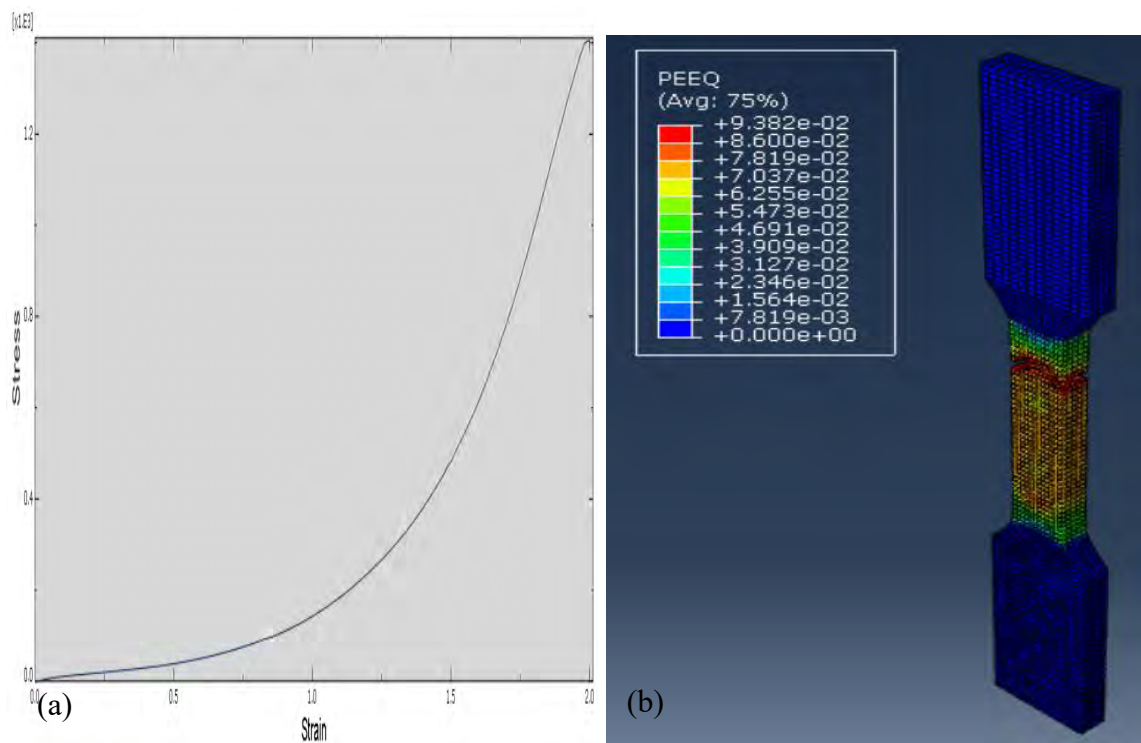 [x1.E3]
1.2
0.8
Stress
0.4
0.0
0.0 0.5 1.0 1.5 2.0
(a)
Strain
PEEQ
(Avg: 75%)
+9.382e-02
+8.600e-02
+7.819e-02
+7.037e-02
+6.255e-02
+5.473e-02
+4.691e-02
+3.909e-02
+3.127e-02
+2.346e-02
+1.564e-02
+7.819e-03
+0.000e+00
(b)